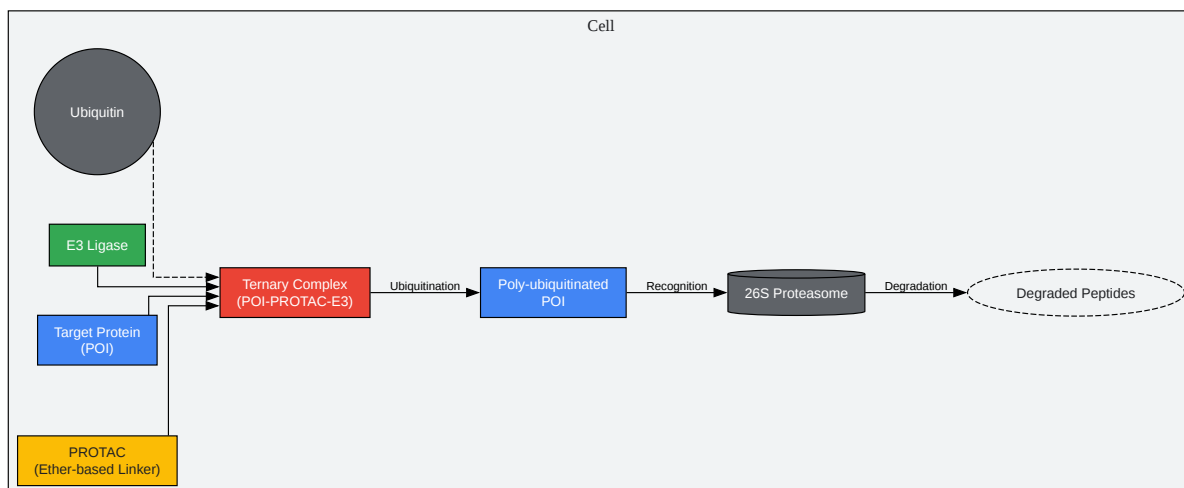 Cell
Ubiquitin
E3 Ligase
Target Protein
(POI)
PROTAC
(Ether-based Linker)
Ternary Complex
(POI-PROTAC-E3)
Ubiquitination
Poly-ubiquitinated
POI
Recognition
26S Proteasome
Degradation
Degraded Peptides